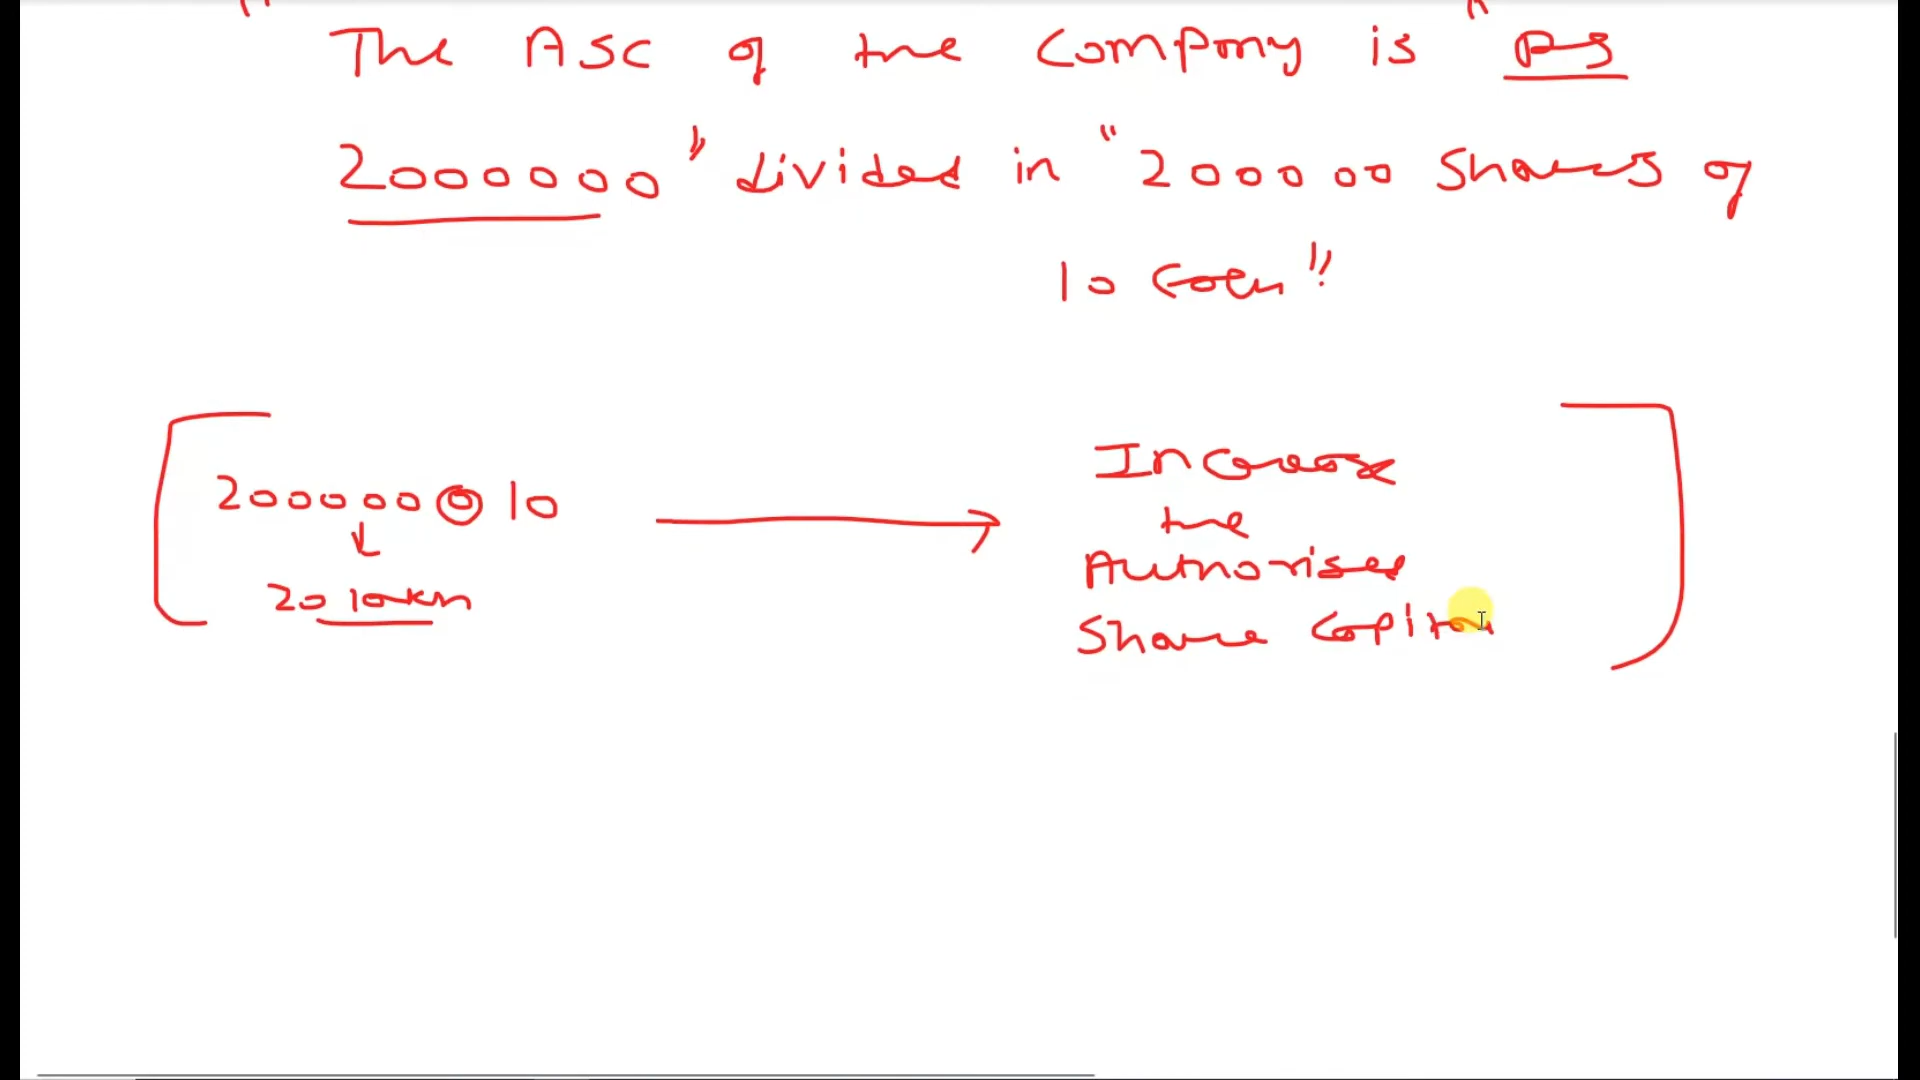 "The ASC of the Company is "Rs
2000000" divided in "200000 Shares of
10 each"
200000 @ 10
↓
20 lakh
→
Increase
the
Authorised
Share Capital